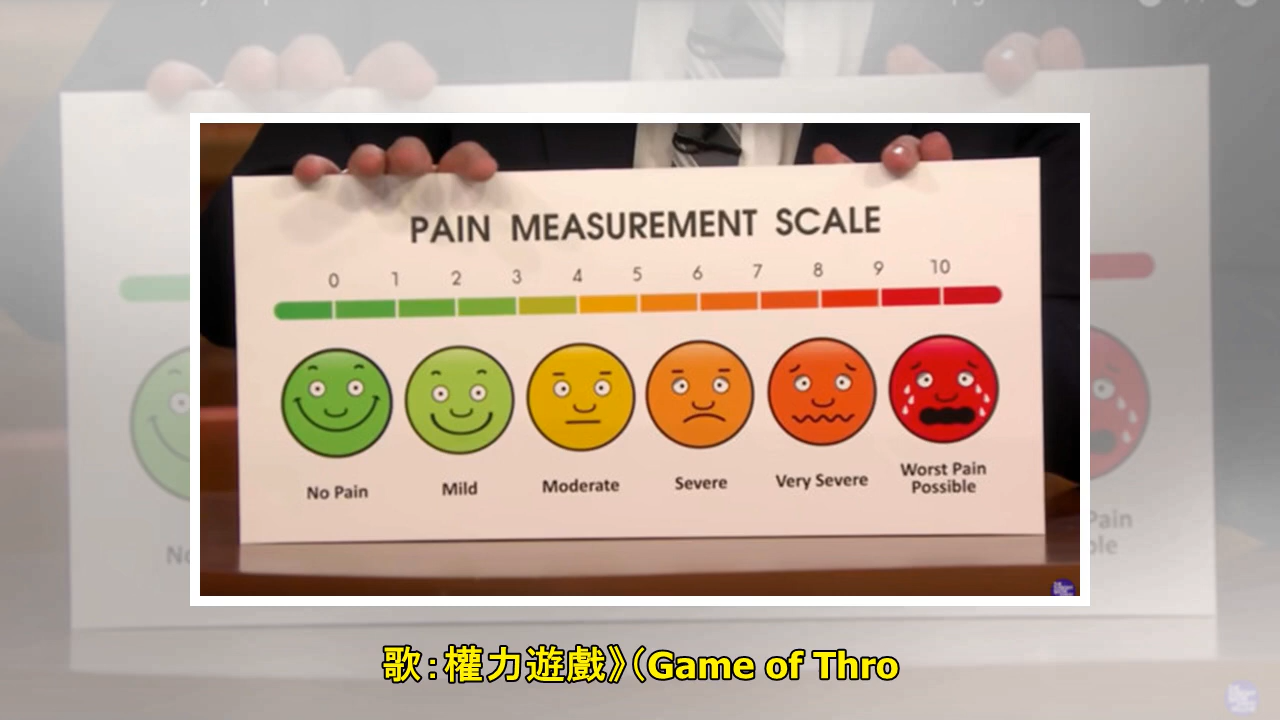 PAIN MEASUREMENT SCALE
0 1 2 3 4 5 6 7 8 9 10
No Pain Mild Moderate Severe Very Severe Worst Pain Possible
歌:權力遊戲》(Game of Thro